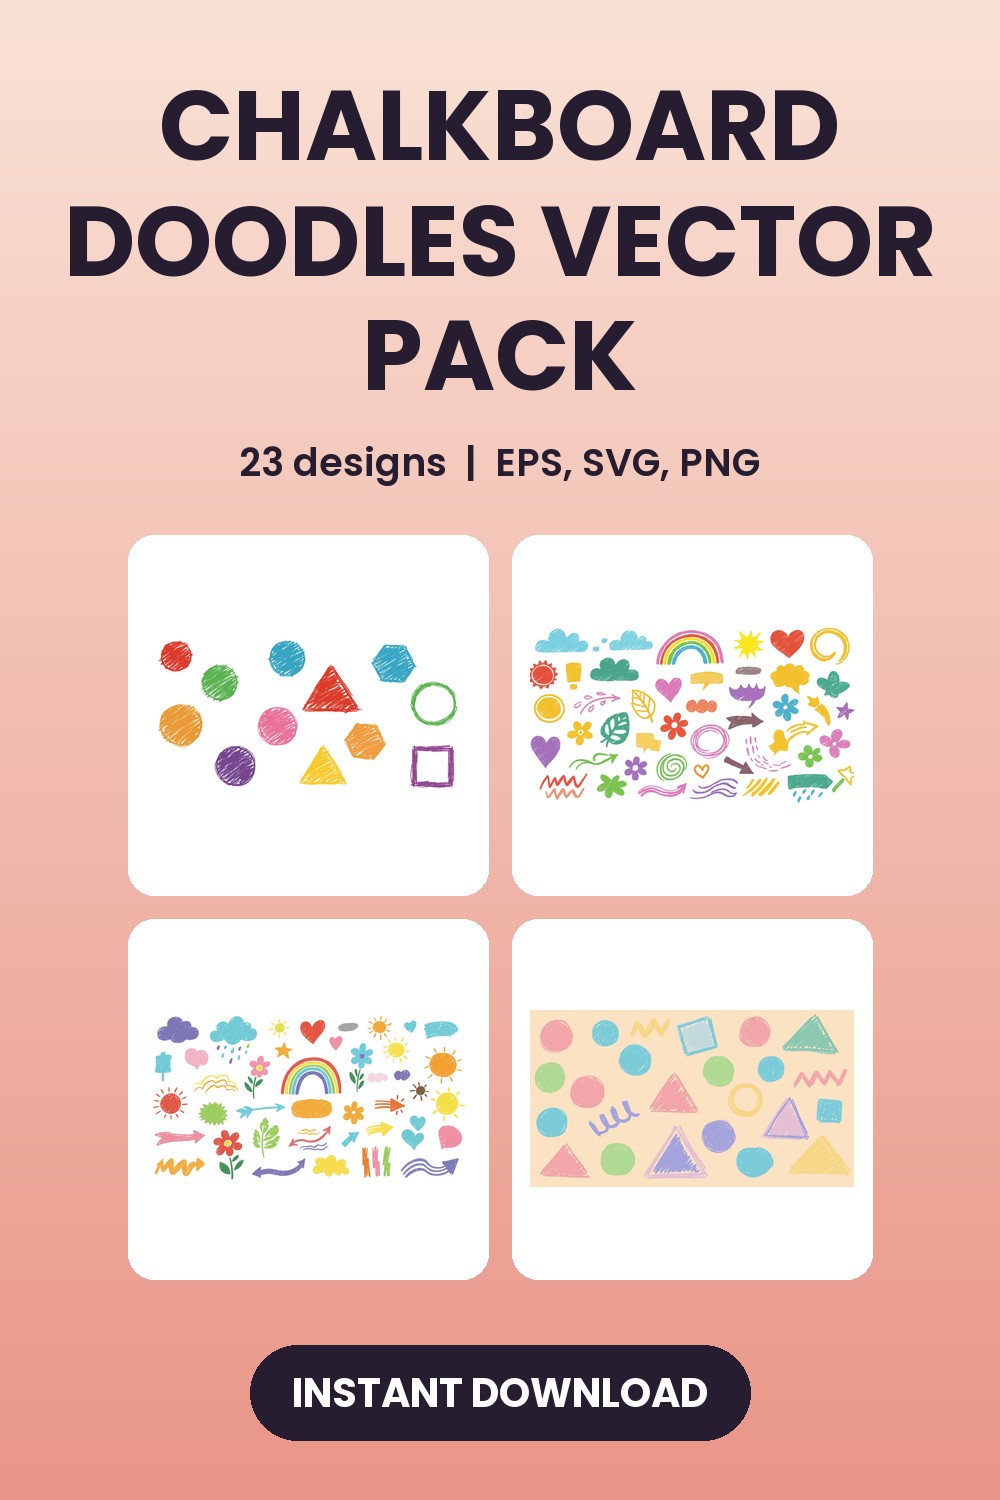 CHALKBOARD
DOODLES VECTOR
PACK
23 designs | EPS, SVG, PNG
INSTANT DOWNLOAD